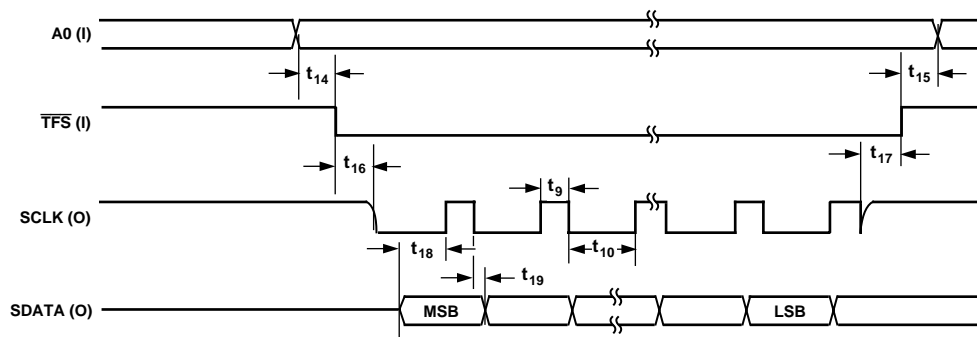 A0 (I)
t14
t15
TFS (I)
t16
t17
t9
SCLK (O)
t18
t10
t19
SDATA (O)
MSB
LSB